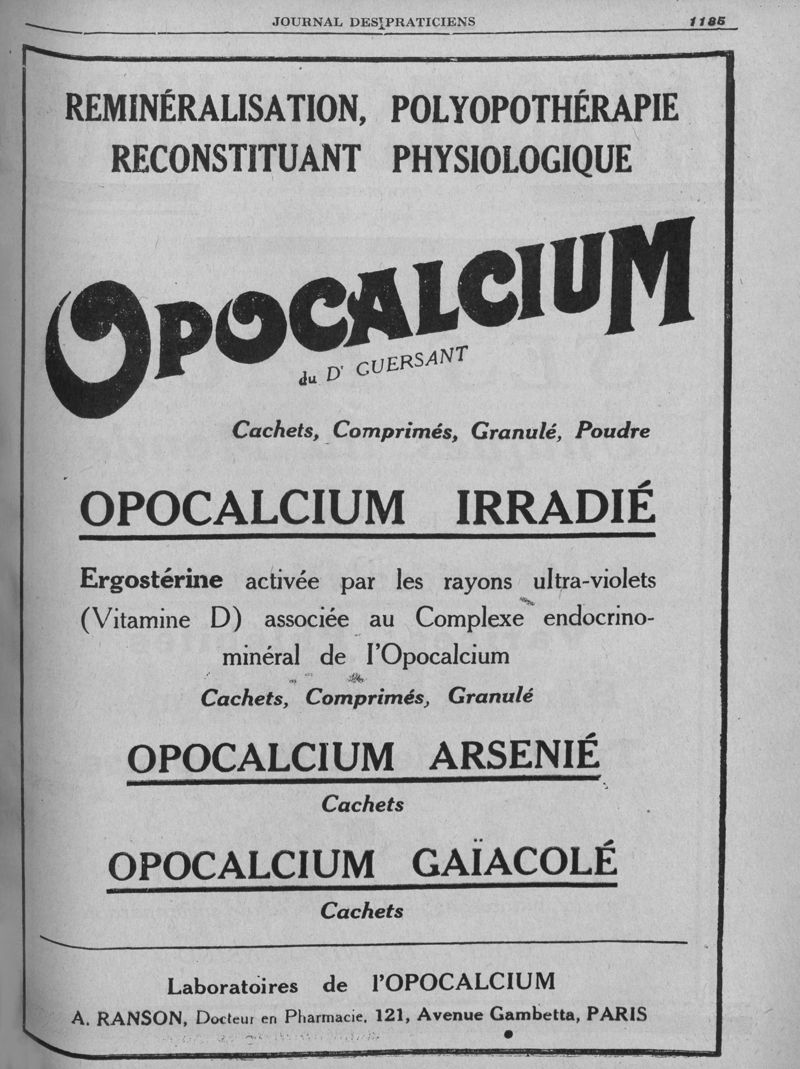 JOURNAL DES PRATICIENS 1185
REMINÉRALISATION, POLYOPOTHÉRAPIE
RECONSTITUANT PHYSIOLOGIQUE
OPOCALCIUM
du Dr GUERSANT
Cachets, Comprimés, Granulé, Poudre
OPOCALCIUM IRRADIÉ
Ergostérine activée par les rayons ultra-violets
(Vitamine D) associée au Complexe endocrino-
minéral de l'Opocalcium
Cachets, Comprimés, Granulé
OPOCALCIUM ARSENIÉ
Cachets
OPOCALCIUM GAÏACOLÉ
Cachets
Laboratoires de l'OPOCALCIUM
A. RANSON, Docteur en Pharmacie, 121, Avenue Gambetta, PARIS